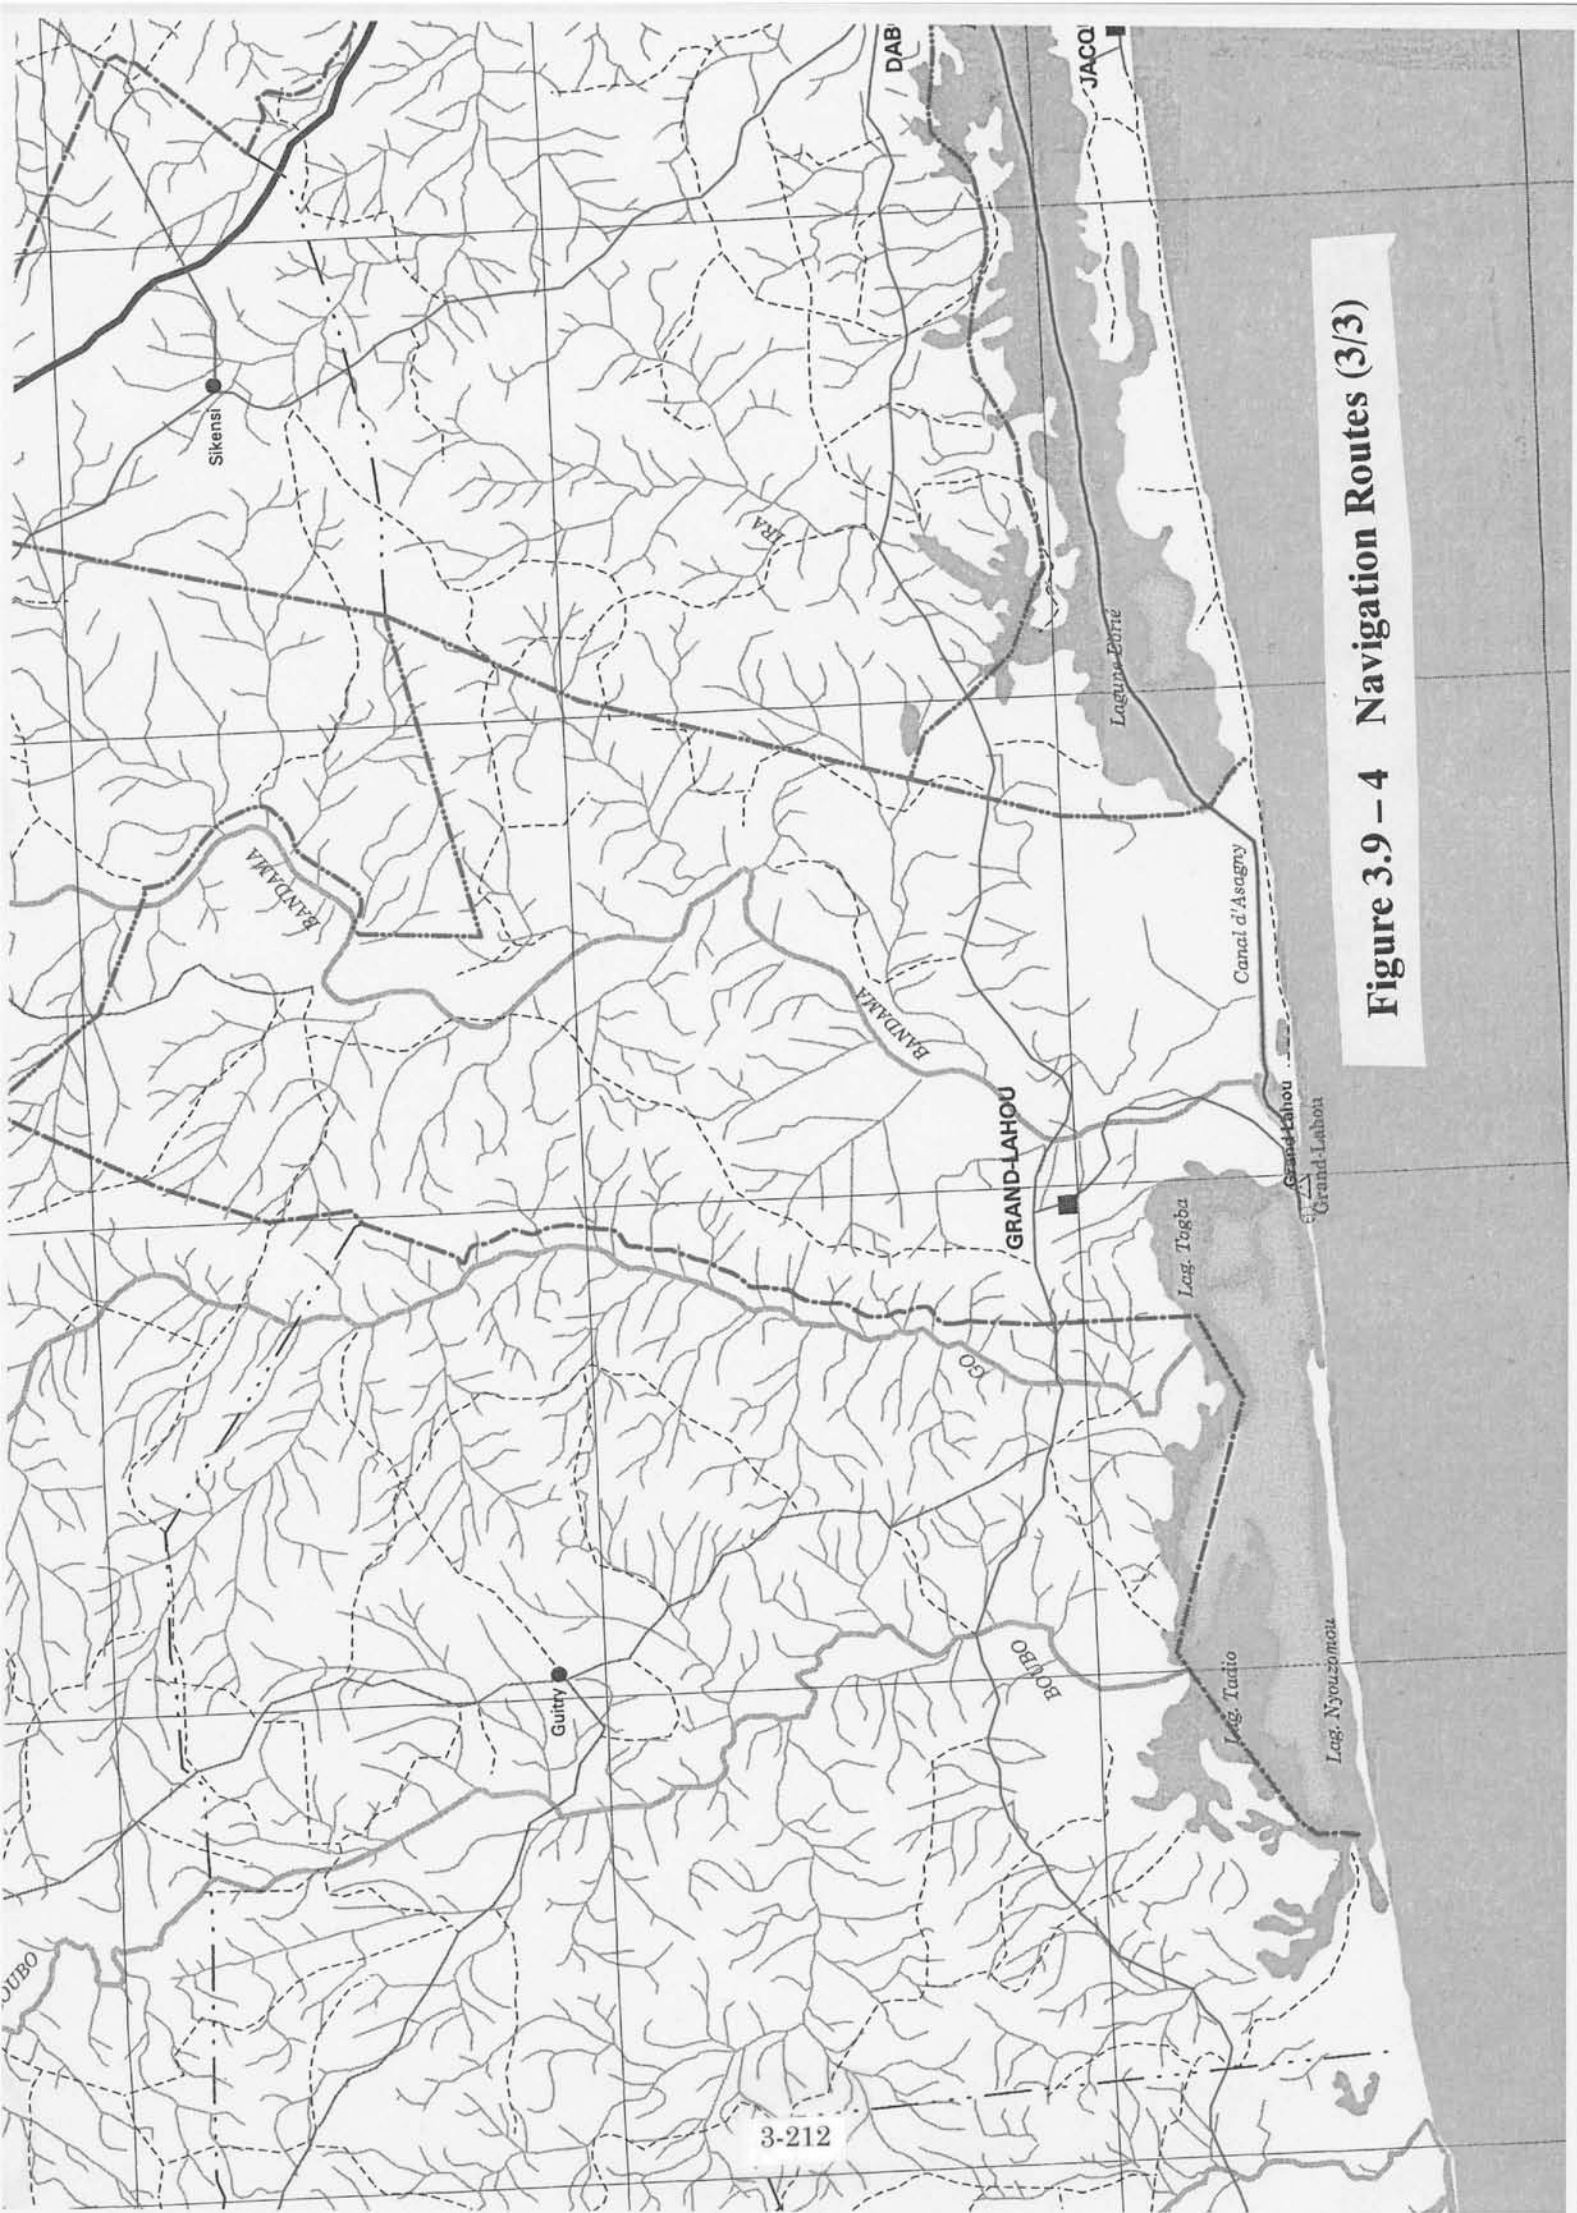 DAB
JACQ
Sikensi
IRA
BANDAMA
Lagune Ebrié
Canal d'Asagny
BANDAMA
GRAND-LAHOU
Grand-Lahou
Grand-Lahou
Lag. Togba
GO
Guitry
BOUBO
Lag. Tadio
Lag. Nyouzomou
OUBO
Figure 3.9 – 4 Navigation Routes (3/3)
3-212